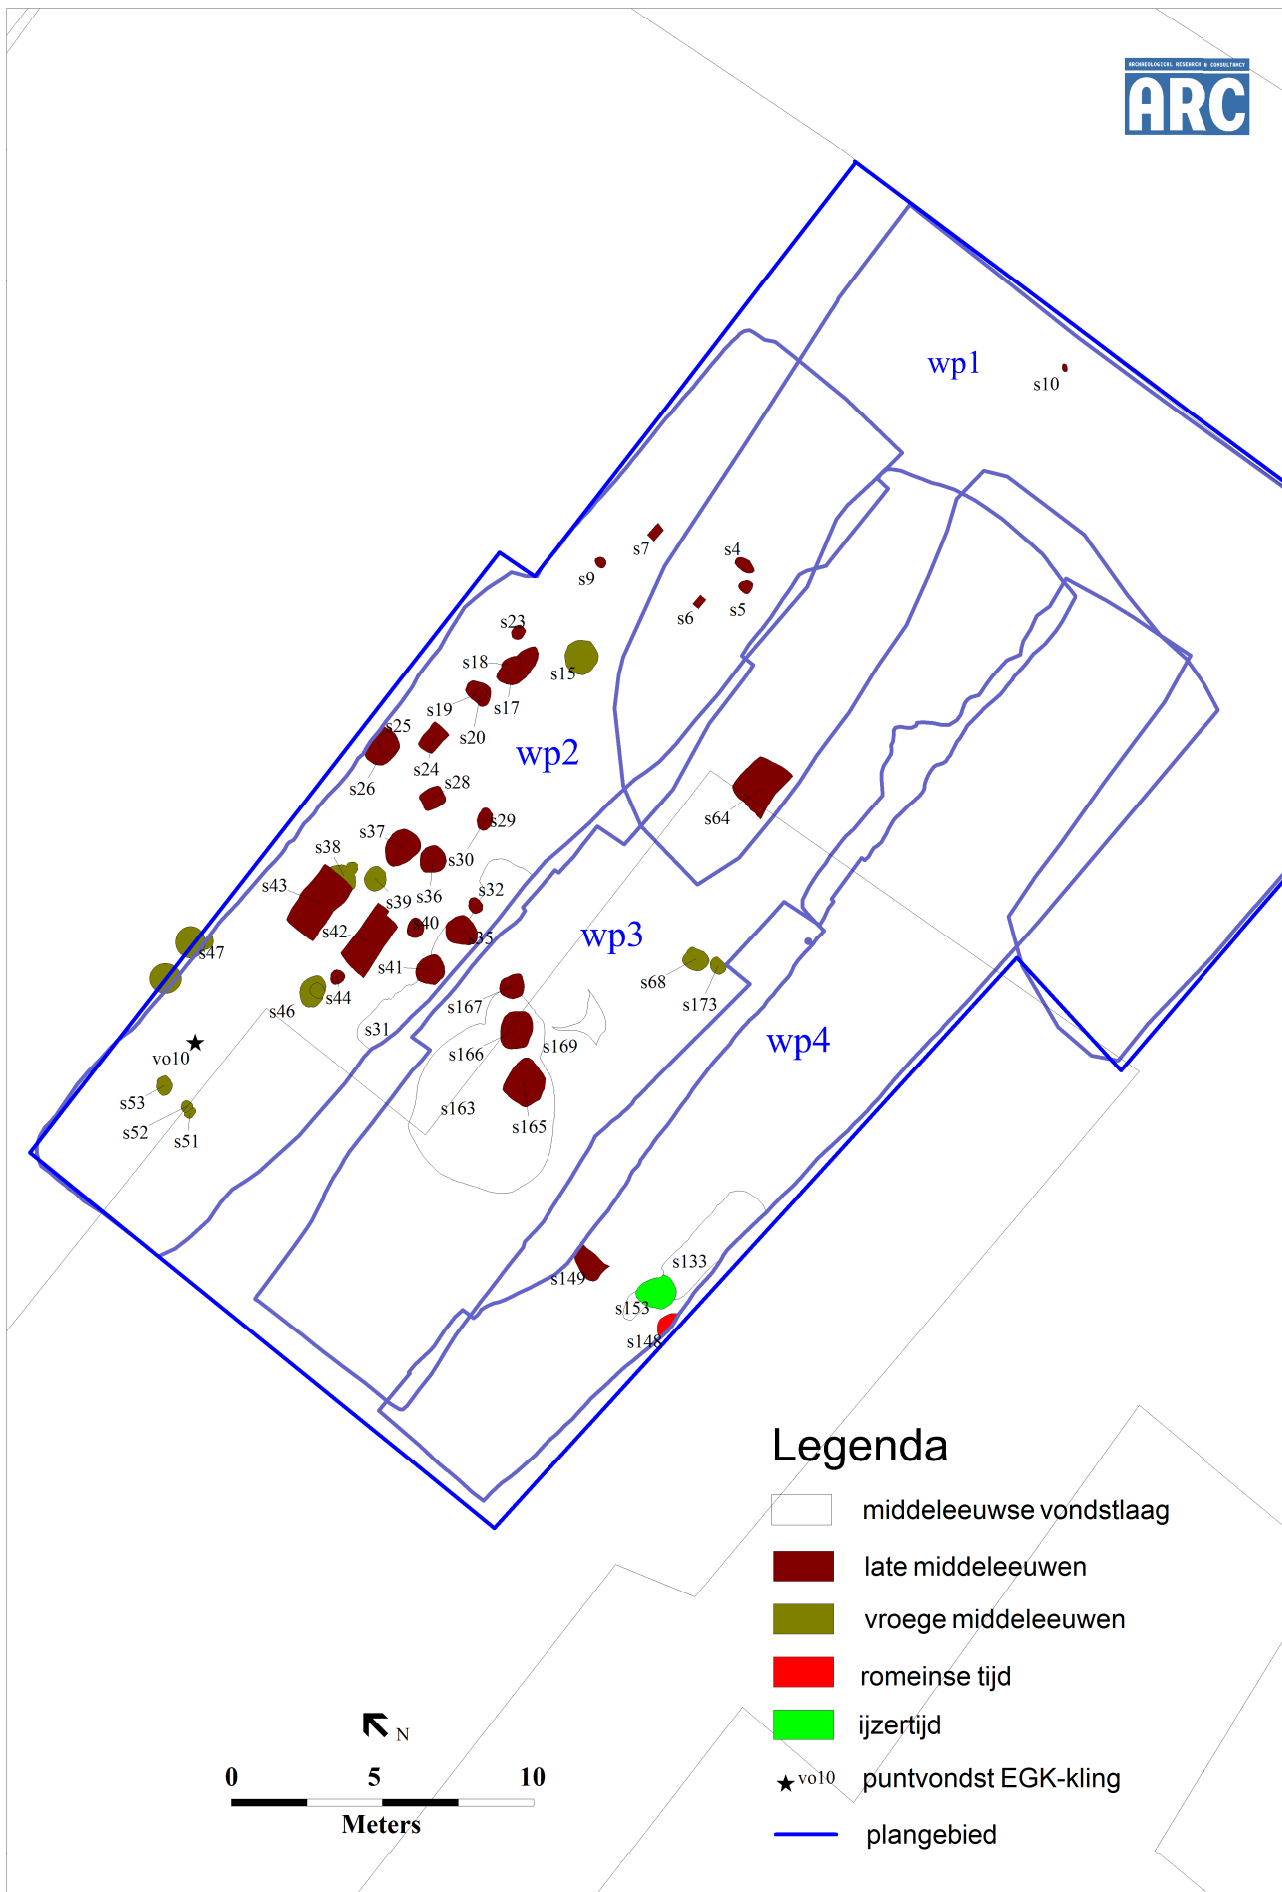 ARCHAEOLOGICAL RESEARCH & CONSULTANCY
ARC
wp1
s10
s7
s4
s9
s5
s6
s23
s18
s15
s19
s17
s25
s20
wp2
s24
s26
s28
s64
s29
s37
s38
s30
s43
s36
s32
s39
s42
s40
s35
wp3
s47
s41
s68
s173
s46
s44
s167
s31
s169
wp4
vo10
s166
s53
s163
s165
s52
s51
s133
s149
s153
s148
Legenda
middeleeuwse vondstlaag
late middeleeuwen
vroege middeleeuwen
romeinse tijd
ijzertijd
vo10 puntvondst EGK-kling
plangebied
N
0 5 10
Meters